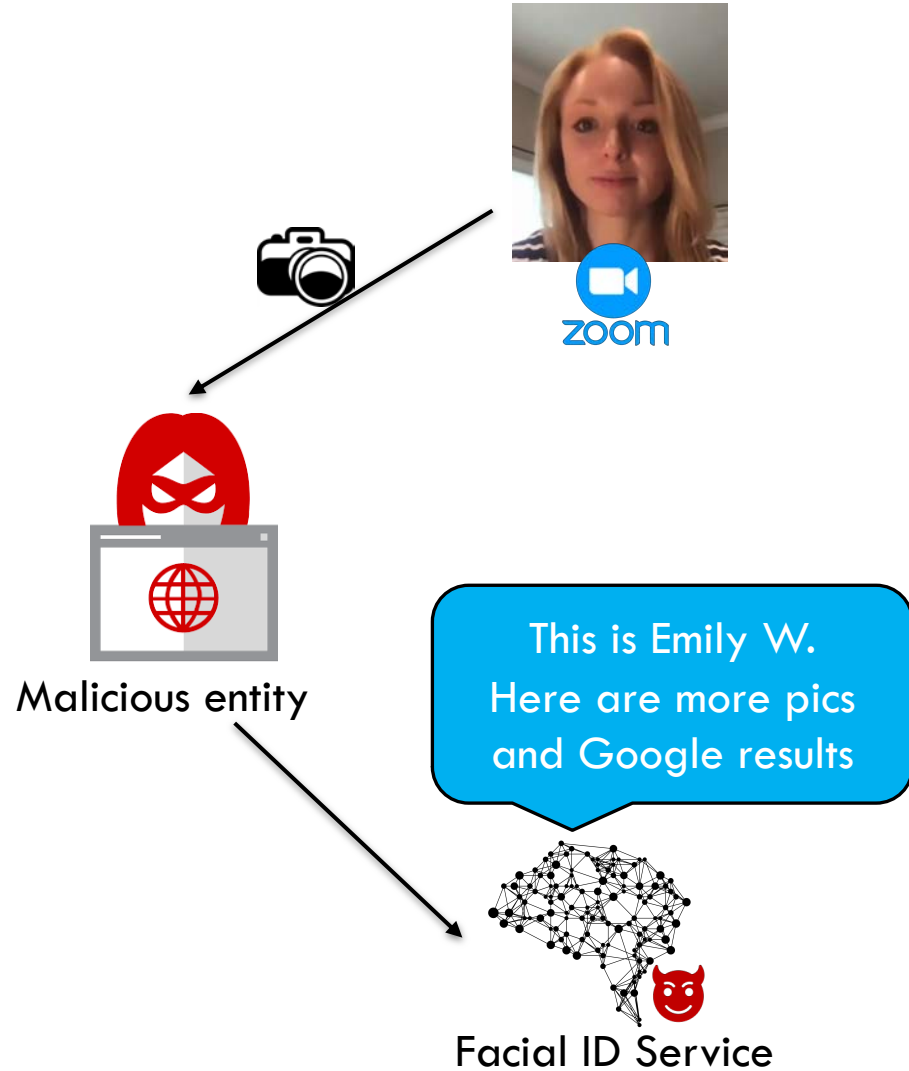 zoom
Malicious entity
This is Emily W.
Here are more pics
and Google results
Facial ID Service